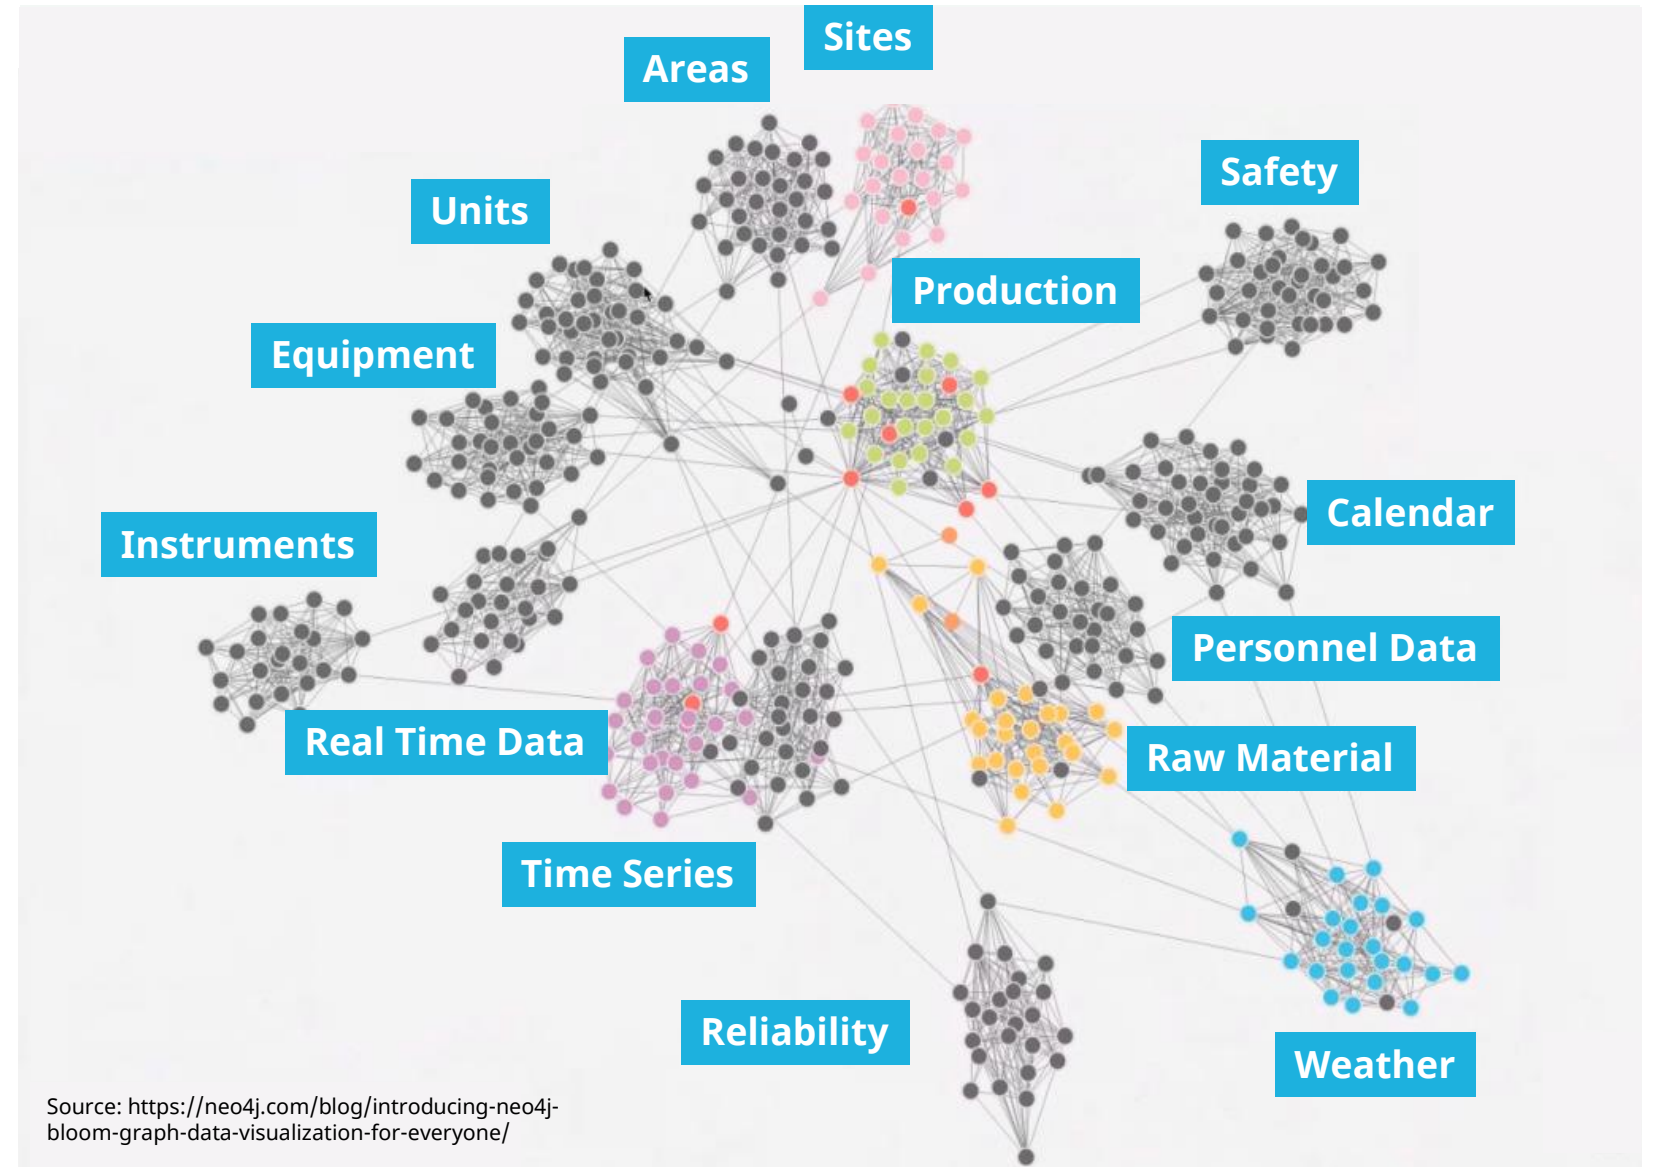 Sites
Areas
Safety
Units
Production
Equipment
Calendar
Instruments
Personnel Data
Real Time Data
Raw Material
Time Series
Reliability
Weather
Source: https://neo4j.com/blog/introducing-neo4j-
bloom-graph-data-visualization-for-everyone/